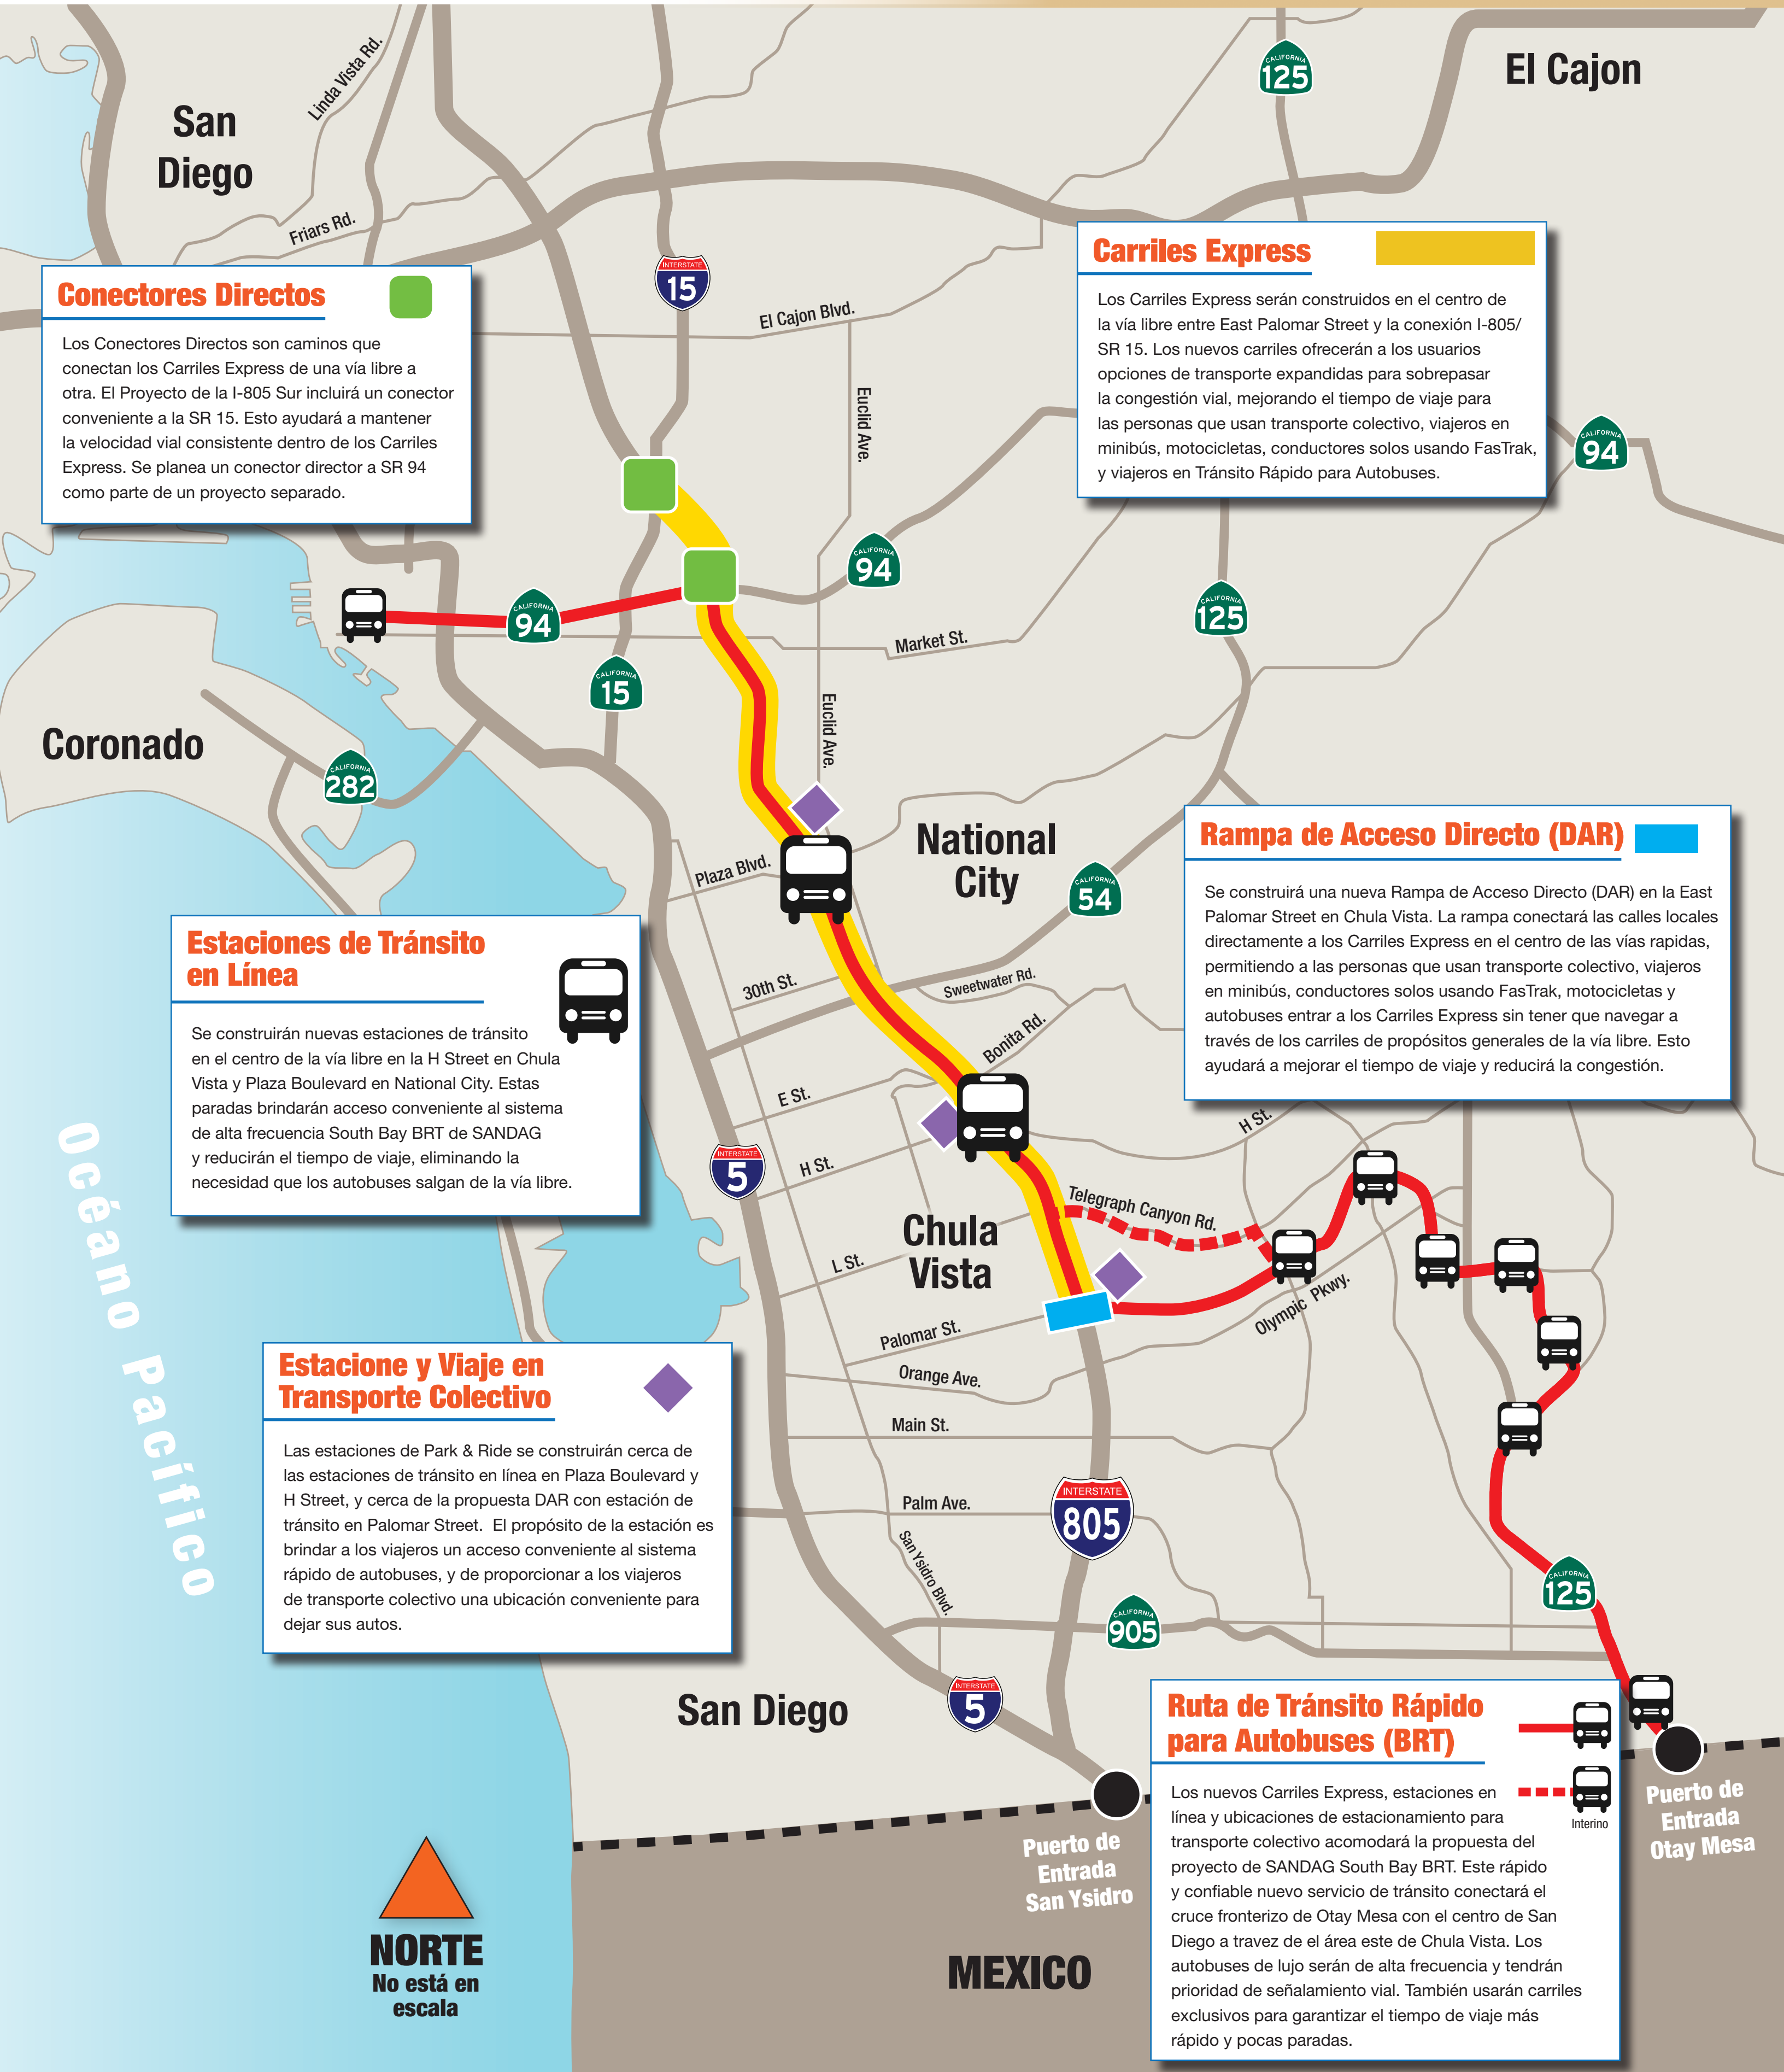 El Cajon
CALIFORNIA
125
Linda Vista Rd.
San
Diego
Friars Rd.
INTERSTATE
15
El Cajon Blvd.
Euclid Ave.
Conectores Directos
Los Conectores Directos son caminos que
conectan los Carriles Express de una vía libre a
otra. El Proyecto de la I-805 Sur incluirá un conector
conveniente a la SR 15. Esto ayudará a mantener
la velocidad vial consistente dentro de los Carriles
Express. Se planea un conector director a SR 94
como parte de un proyecto separado.
Carriles Express
Los Carriles Express serán construidos en el centro de
la vía libre entre East Palomar Street y la conexión I-805/
SR 15. Los nuevos carriles ofrecerán a los usuarios
opciones de transporte expandidas para sobrepasar
la congestión vial, mejorando el tiempo de viaje para
las personas que usan transporte colectivo, viajeros en
minibús, motocicletas, conductores solos usando FasTrak,
y viajeros en Tránsito Rápido para Autobuses.
CALIFORNIA
94
CALIFORNIA
94
CALIFORNIA
94
CALIFORNIA
125
Market St.
CALIFORNIA
15
Euclid Ave.
Coronado
CALIFORNIA
282
National
City
Plaza Blvd.
CALIFORNIA
54
Rampa de Acceso Directo (DAR)
Se construirá una nueva Rampa de Acceso Directo (DAR) en la East
Palomar Street en Chula Vista. La rampa conectará las calles locales
directamente a los Carriles Express en el centro de las vías rapidas,
permitiendo a las personas que usan transporte colectivo, viajeros
en minibús, conductores solos usando FasTrak, motocicletas y
autobuses entrar a los Carriles Express sin tener que navegar a
través de los carriles de propósitos generales de la vía libre. Esto
ayudará a mejorar el tiempo de viaje y reducirá la congestión.
Estaciones de Tránsito
en Línea
Se construirán nuevas estaciones de tránsito
en el centro de la vía libre en la H Street en Chula
Vista y Plaza Boulevard en National City. Estas
paradas brindarán acceso conveniente al sistema
de alta frecuencia South Bay BRT de SANDAG
y reducirán el tiempo de viaje, eliminando la
necesidad que los autobuses salgan de la vía libre.
30th St.
Sweetwater Rd.
Bonita Rd.
E St.
H St.
H St.
INTERSTATE
5
Telegraph Canyon Rd.
Chula
Vista
L St.
Olympic Pkwy.
Palomar St.
Orange Ave.
Main St.
Océano Pacífico
Estacione y Viaje en
Transporte Colectivo
Las estaciones de Park & Ride se construirán cerca de
las estaciones de tránsito en línea en Plaza Boulevard y
H Street, y cerca de la propuesta DAR con estación de
tránsito en Palomar Street. El propósito de la estación es
brindar a los viajeros un acceso conveniente al sistema
rápido de autobuses, y de proporcionar a los viajeros
de transporte colectivo una ubicación conveniente para
dejar sus autos.
Palm Ave.
INTERSTATE
805
San Ysidro Blvd.
CALIFORNIA
125
CALIFORNIA
905
San Diego
INTERSTATE
5
Ruta de Tránsito Rápido
para Autobuses (BRT)
Interino
Los nuevos Carriles Express, estaciones en
línea y ubicaciones de estacionamiento para
transporte colectivo acomodará la propuesta del
proyecto de SANDAG South Bay BRT. Este rápido
y confiable nuevo servicio de tránsito conectará el
cruce fronterizo de Otay Mesa con el centro de San
Diego a travez de el área este de Chula Vista. Los
autobuses de lujo serán de alta frecuencia y tendrán
prioridad de señalamiento vial. También usarán carriles
exclusivos para garantizar el tiempo de viaje más
rápido y pocas paradas.
Puerto de
Entrada
Otay Mesa
Puerto de
Entrada
San Ysidro
MEXICO
NORTE
No está en
escala